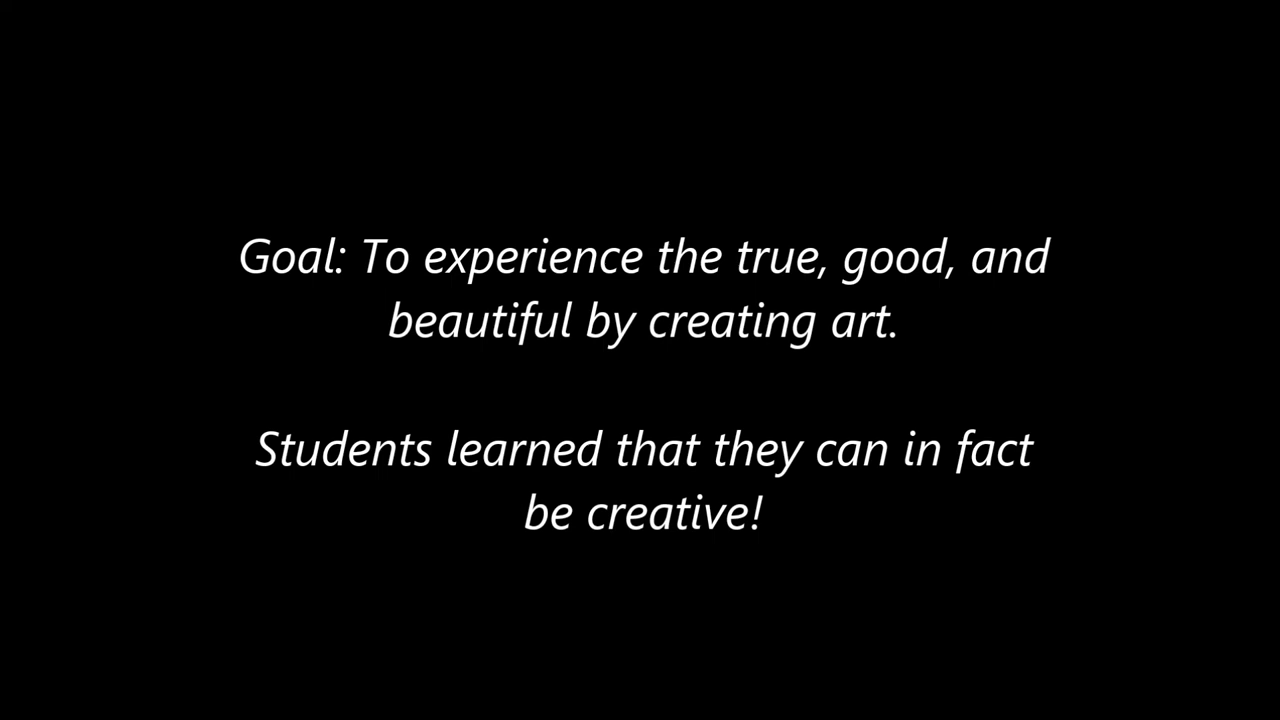 Goal: To experience the true, good, and
beautiful by creating art.
Students learned that they can in fact
be creative!